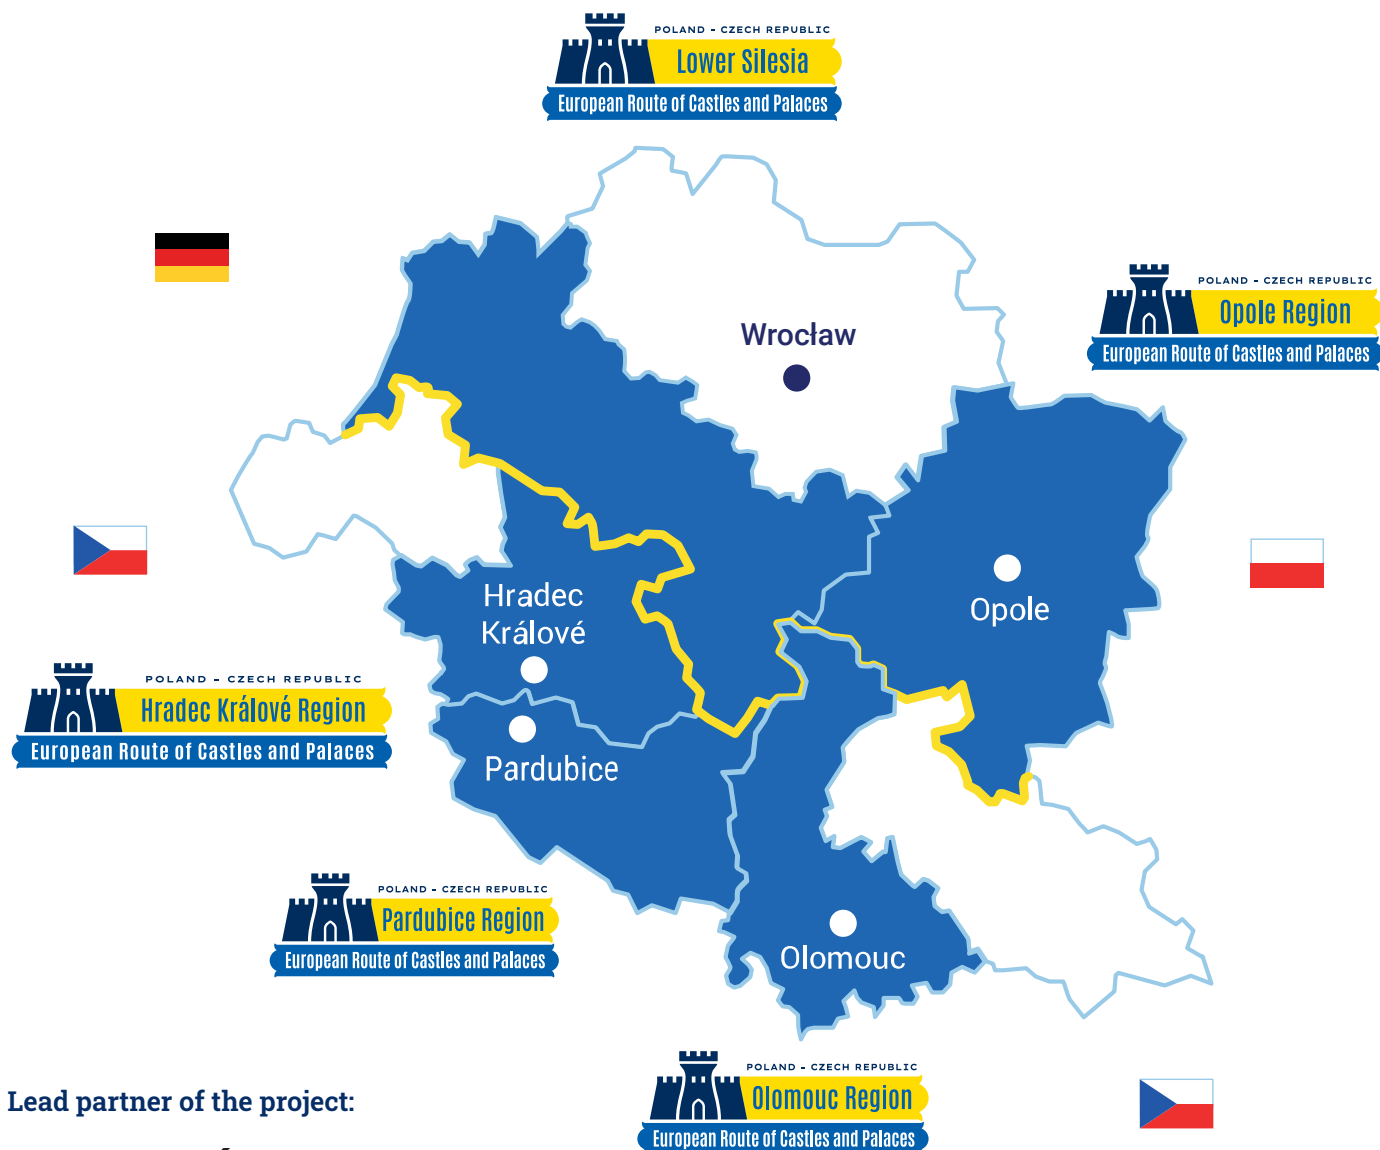 POLAND - CZECH REPUBLIC
Lower Silesia
European Route of Castles and Palaces
POLAND - CZECH REPUBLIC
Opole Region
European Route of Castles and Palaces
Wrocław
Opole
Hradec
Králové
POLAND - CZECH REPUBLIC
Hradec Králové Region
European Route of Castles and Palaces
Pardubice
POLAND - CZECH REPUBLIC
Pardubice Region
European Route of Castles and Palaces
Olomouc
POLAND - CZECH REPUBLIC
Olomouc Region
European Route of Castles and Palaces
Lead partner of the project: